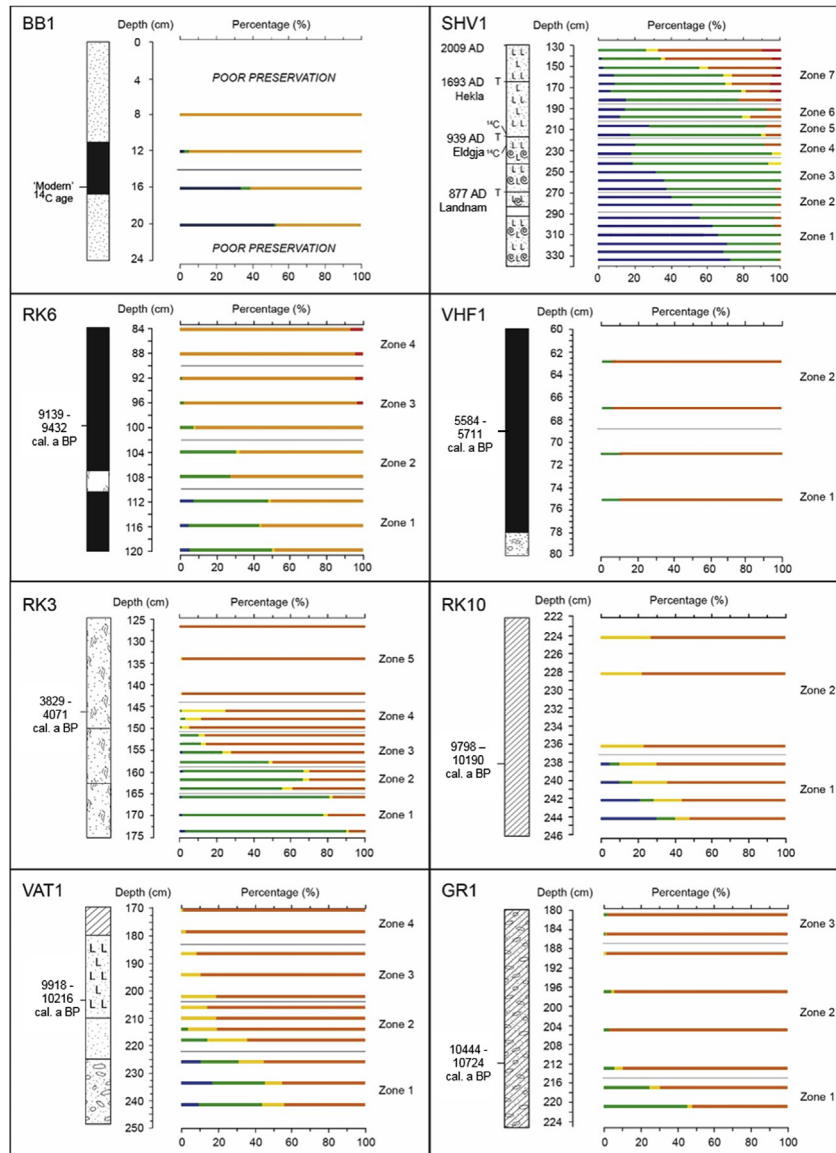 BB1
Depth (cm)
Percentage (%)
0
4
8
12
16
20
24
POOR PRESERVATION
'Modern'
14C age
POOR PRESERVATION
0 20 40 60 80 100
SHV1
Depth (cm)
Percentage (%)
2009 AD
1693 AD T
Hekla
14C
939 AD T
Eldgja 14C
877 AD T
Landnam
L L
130
150
170
190
210
230
250
270
290
310
330
Zone 7
Zone 6
Zone 5
Zone 4
Zone 3
Zone 2
Zone 1
0 20 40 60 80 100
RK6
Depth (cm)
Percentage (%)
84
88
92
96
100
104
108
112
116
120
9139 -
9432
cal. a BP
Zone 4
Zone 3
Zone 2
Zone 1
0 20 40 60 80 100
VHF1
Depth (cm)
Percentage (%)
60
62
64
66
68
71
73
76
78
80
5584 -
5711
cal. a BP
Zone 2
Zone 1
0 20 40 60 80 100
RK3
Depth (cm)
Percentage (%)
125
130
135
140
145
150
155
160
165
170
175
3829 -
4071
cal. a BP
Zone 5
Zone 4
Zone 3
Zone 2
Zone 1
0 20 40 60 80 100
RK10
Depth (cm)
Percentage (%)
222
224
226
228
230
232
234
236
238
240
242
244
246
9798 –
10190
cal. a BP
Zone 2
Zone 1
0 20 40 60 80 100
VAT1
Depth (cm)
Percentage (%)
170
180
190
200
210
220
230
240
250
L L
L L
L L
L L
9918 -
10216
cal. a BP
Zone 4
Zone 3
Zone 2
Zone 1
0 20 40 60 80 100
GR1
Depth (cm)
Percentage (%)
180
184
188
192
196
200
204
208
212
216
220
224
10444 -
10724
cal. a BP
Zone 3
Zone 2
Zone 1
0 20 40 60 80 100